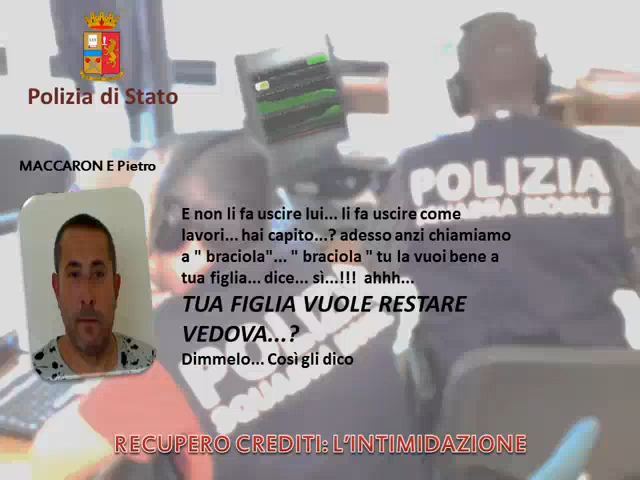 Polizia di Stato
MACCARON E Pietro
E non li fa uscire lui... li fa uscire come
lavori... hai capito...? adesso anzi chiamiamo
a " braciola"... " braciola " tu la vuoi bene a
tua figlia... dice... sì...!!! ahhh...
TUA FIGLIA VUOLE RESTARE
VEDOVA...?
Dimmelo... Così gli dico
POLIZIA
SQUADRA MOBILE
POLIZIA
SQUADRA
RECUPERO CREDITI: L'INTIMIDAZIONE